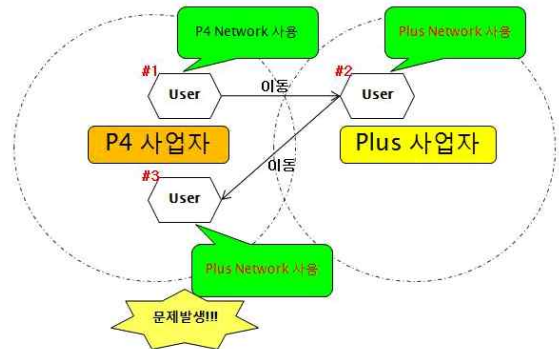 P4 Network 사용
Plus Network 사용
#1
User
이동
#2
User
P4 사업자
Plus 사업자
이동
#3
User
Plus Network 사용
문제발생!!!